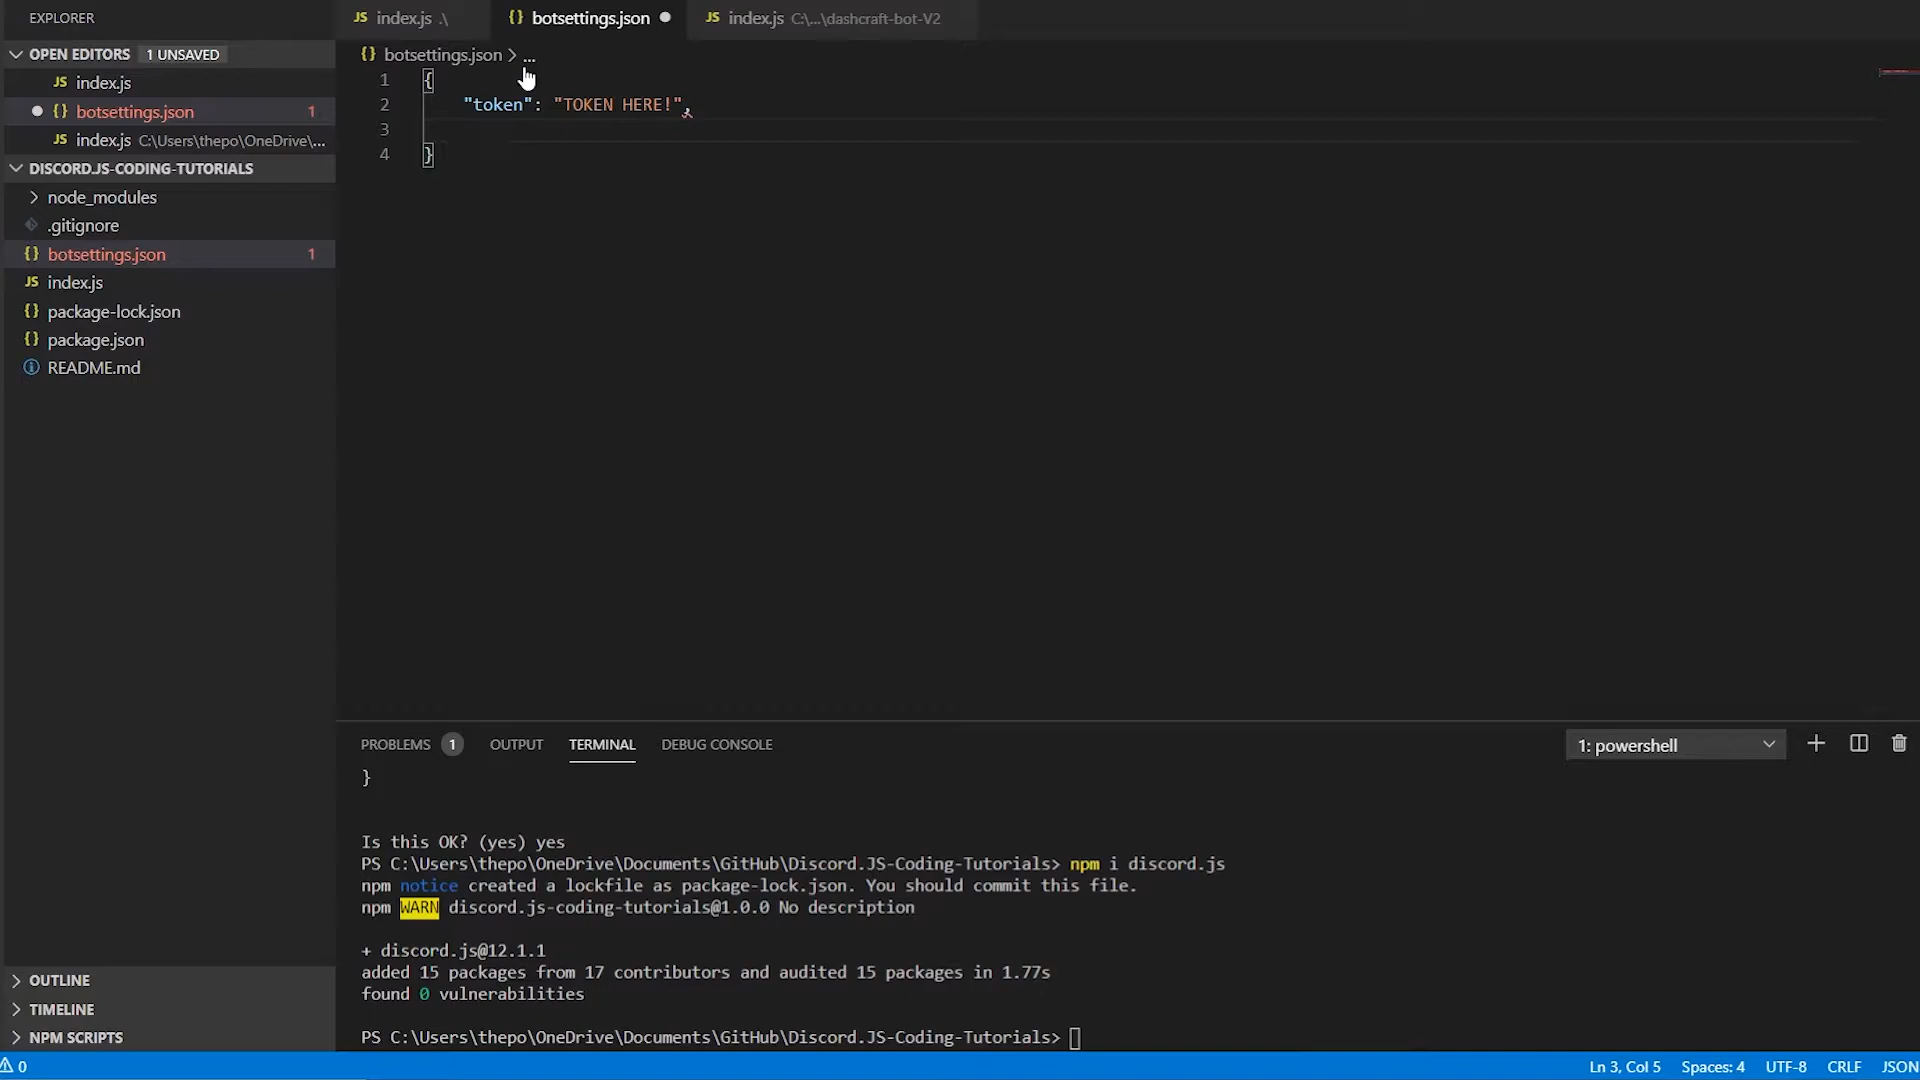 EXPLORER
JS index.js .\
{} botsettings.json
JS index.js C:\...\dashcraft-bot-V2
OPEN EDITORS 1 UNSAVED
JS index.js
{} botsettings.json 1
JS index.js C:\Users\thepo\OneDrive\...
DISCORD.JS-CODING-TUTORIALS
node_modules
.gitignore
{} botsettings.json 1
JS index.js
{} package-lock.json
{} package.json
README.md
OUTLINE
TIMELINE
NPM SCRIPTS
{} botsettings.json > ...
1 {
2 "token": "TOKEN HERE!",
3
4 }
PROBLEMS 1 OUTPUT TERMINAL DEBUG CONSOLE
1: powershell
}
Is this OK? (yes) yes
PS C:\Users\thepo\OneDrive\Documents\GitHub\Discord.JS-Coding-Tutorials> npm i discord.js
npm notice created a lockfile as package-lock.json. You should commit this file.
npm WARN discord.js-coding-tutorials@1.0.0 No description
+ discord.js@12.1.1
added 15 packages from 17 contributors and audited 15 packages in 1.77s
found 0 vulnerabilities
PS C:\Users\thepo\OneDrive\Documents\GitHub\Discord.JS-Coding-Tutorials>
0
Ln 3, Col 5 Spaces: 4 UTF-8 CRLF JSON